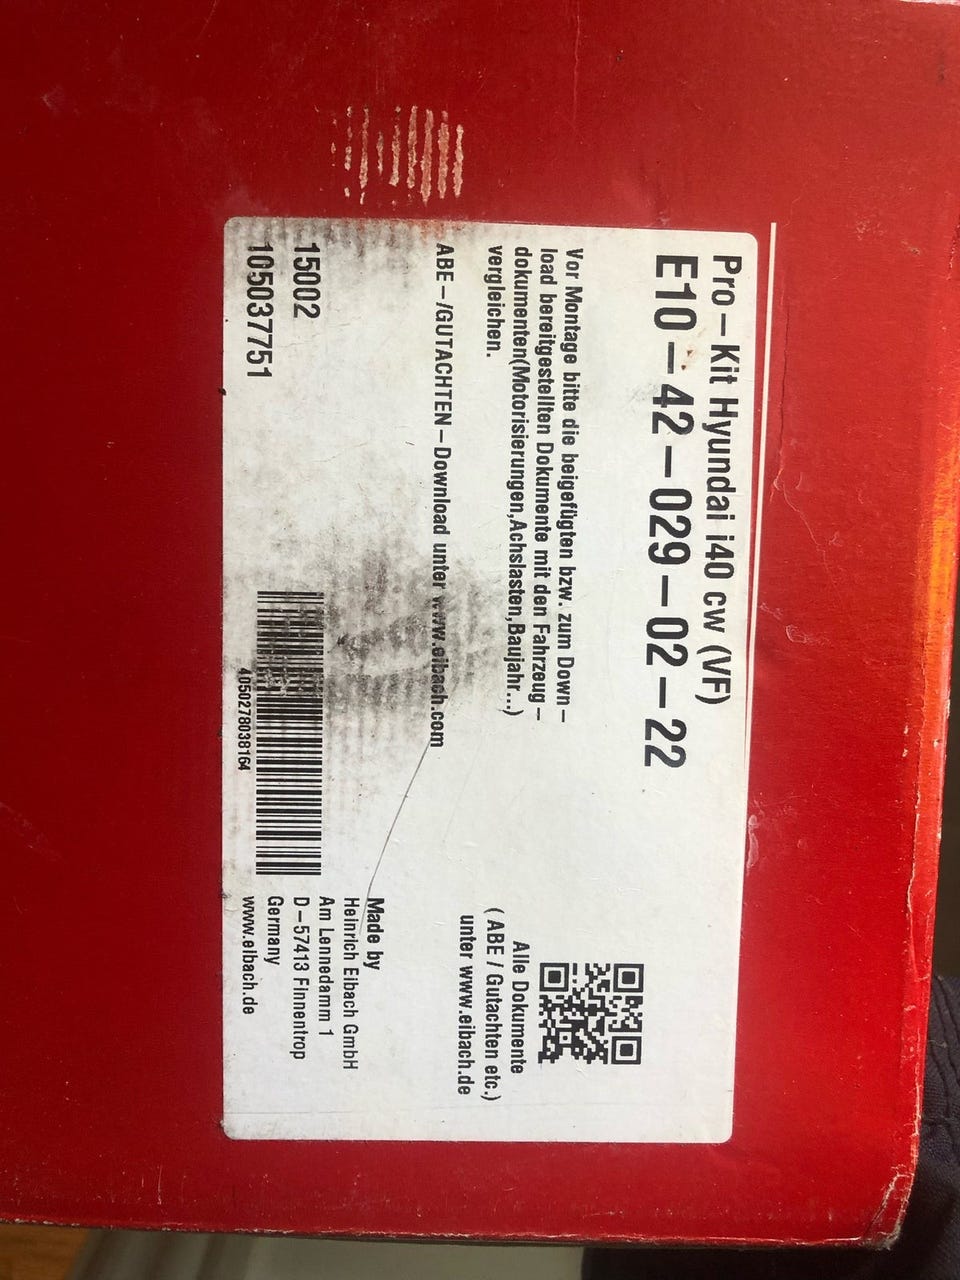 Pro-Kit Hyundai i40 cw (VF)
E10-42-029-02-22
Vor Montage bitte die beigefügten bzw. zum Down-
load bereitgestellten Dokumente mit den Fahrzeug-
dokumenten(Motorisierungen,Achslasten,Baujahr...)
vergleichen.
ABE-/GUTACHTEN-Download unter www.eibach.com
Alle Dokumente
( ABE / Gutachten etc.)
unter www.eibach.de
15002
105037751
4050278038164
Made by
Heinrich Eibach GmbH
Am Lennedamm 1
D-57413 Finnentrop
Germany
www.eibach.de